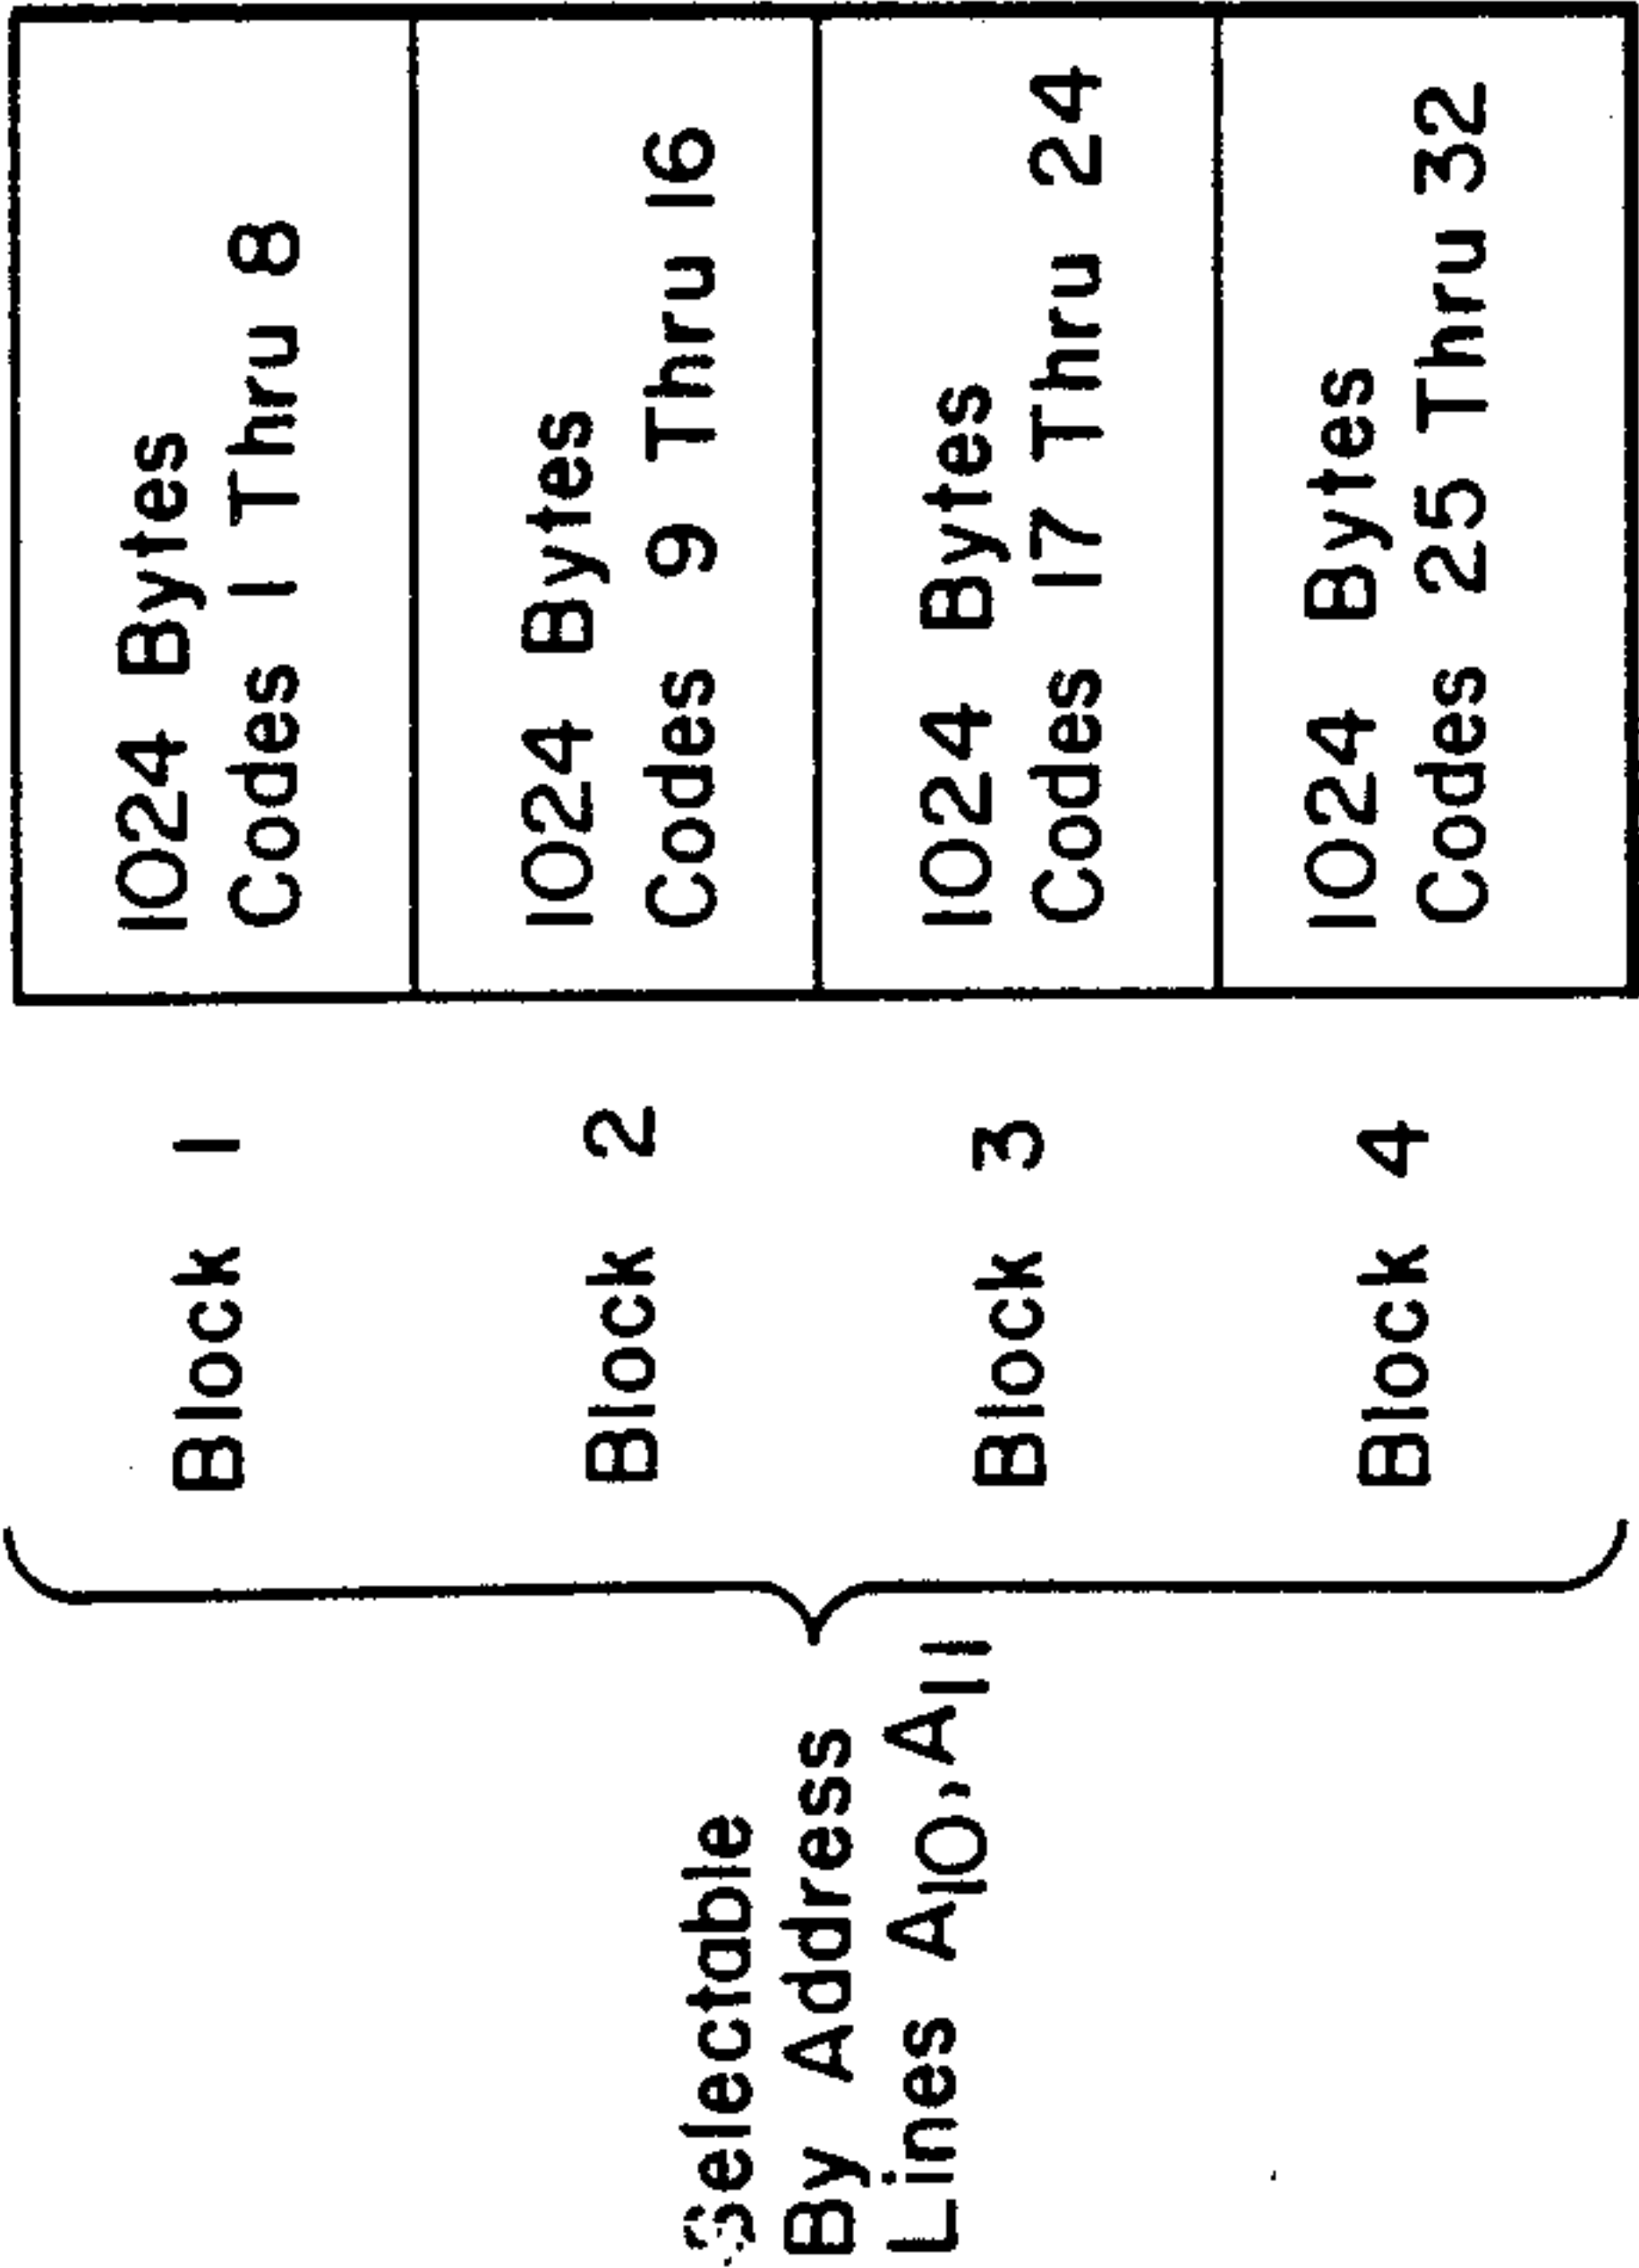 Block 1
1024 Bytes
Codes 1 Thru 8
Block 2
1024 Bytes
Codes 9 Thru 16
Selectable
By Address
Lines A10, A11
Block 3
1024 Bytes
Codes 17 Thru 24
Block 4
1024 Bytes
Codes 25 Thru 32